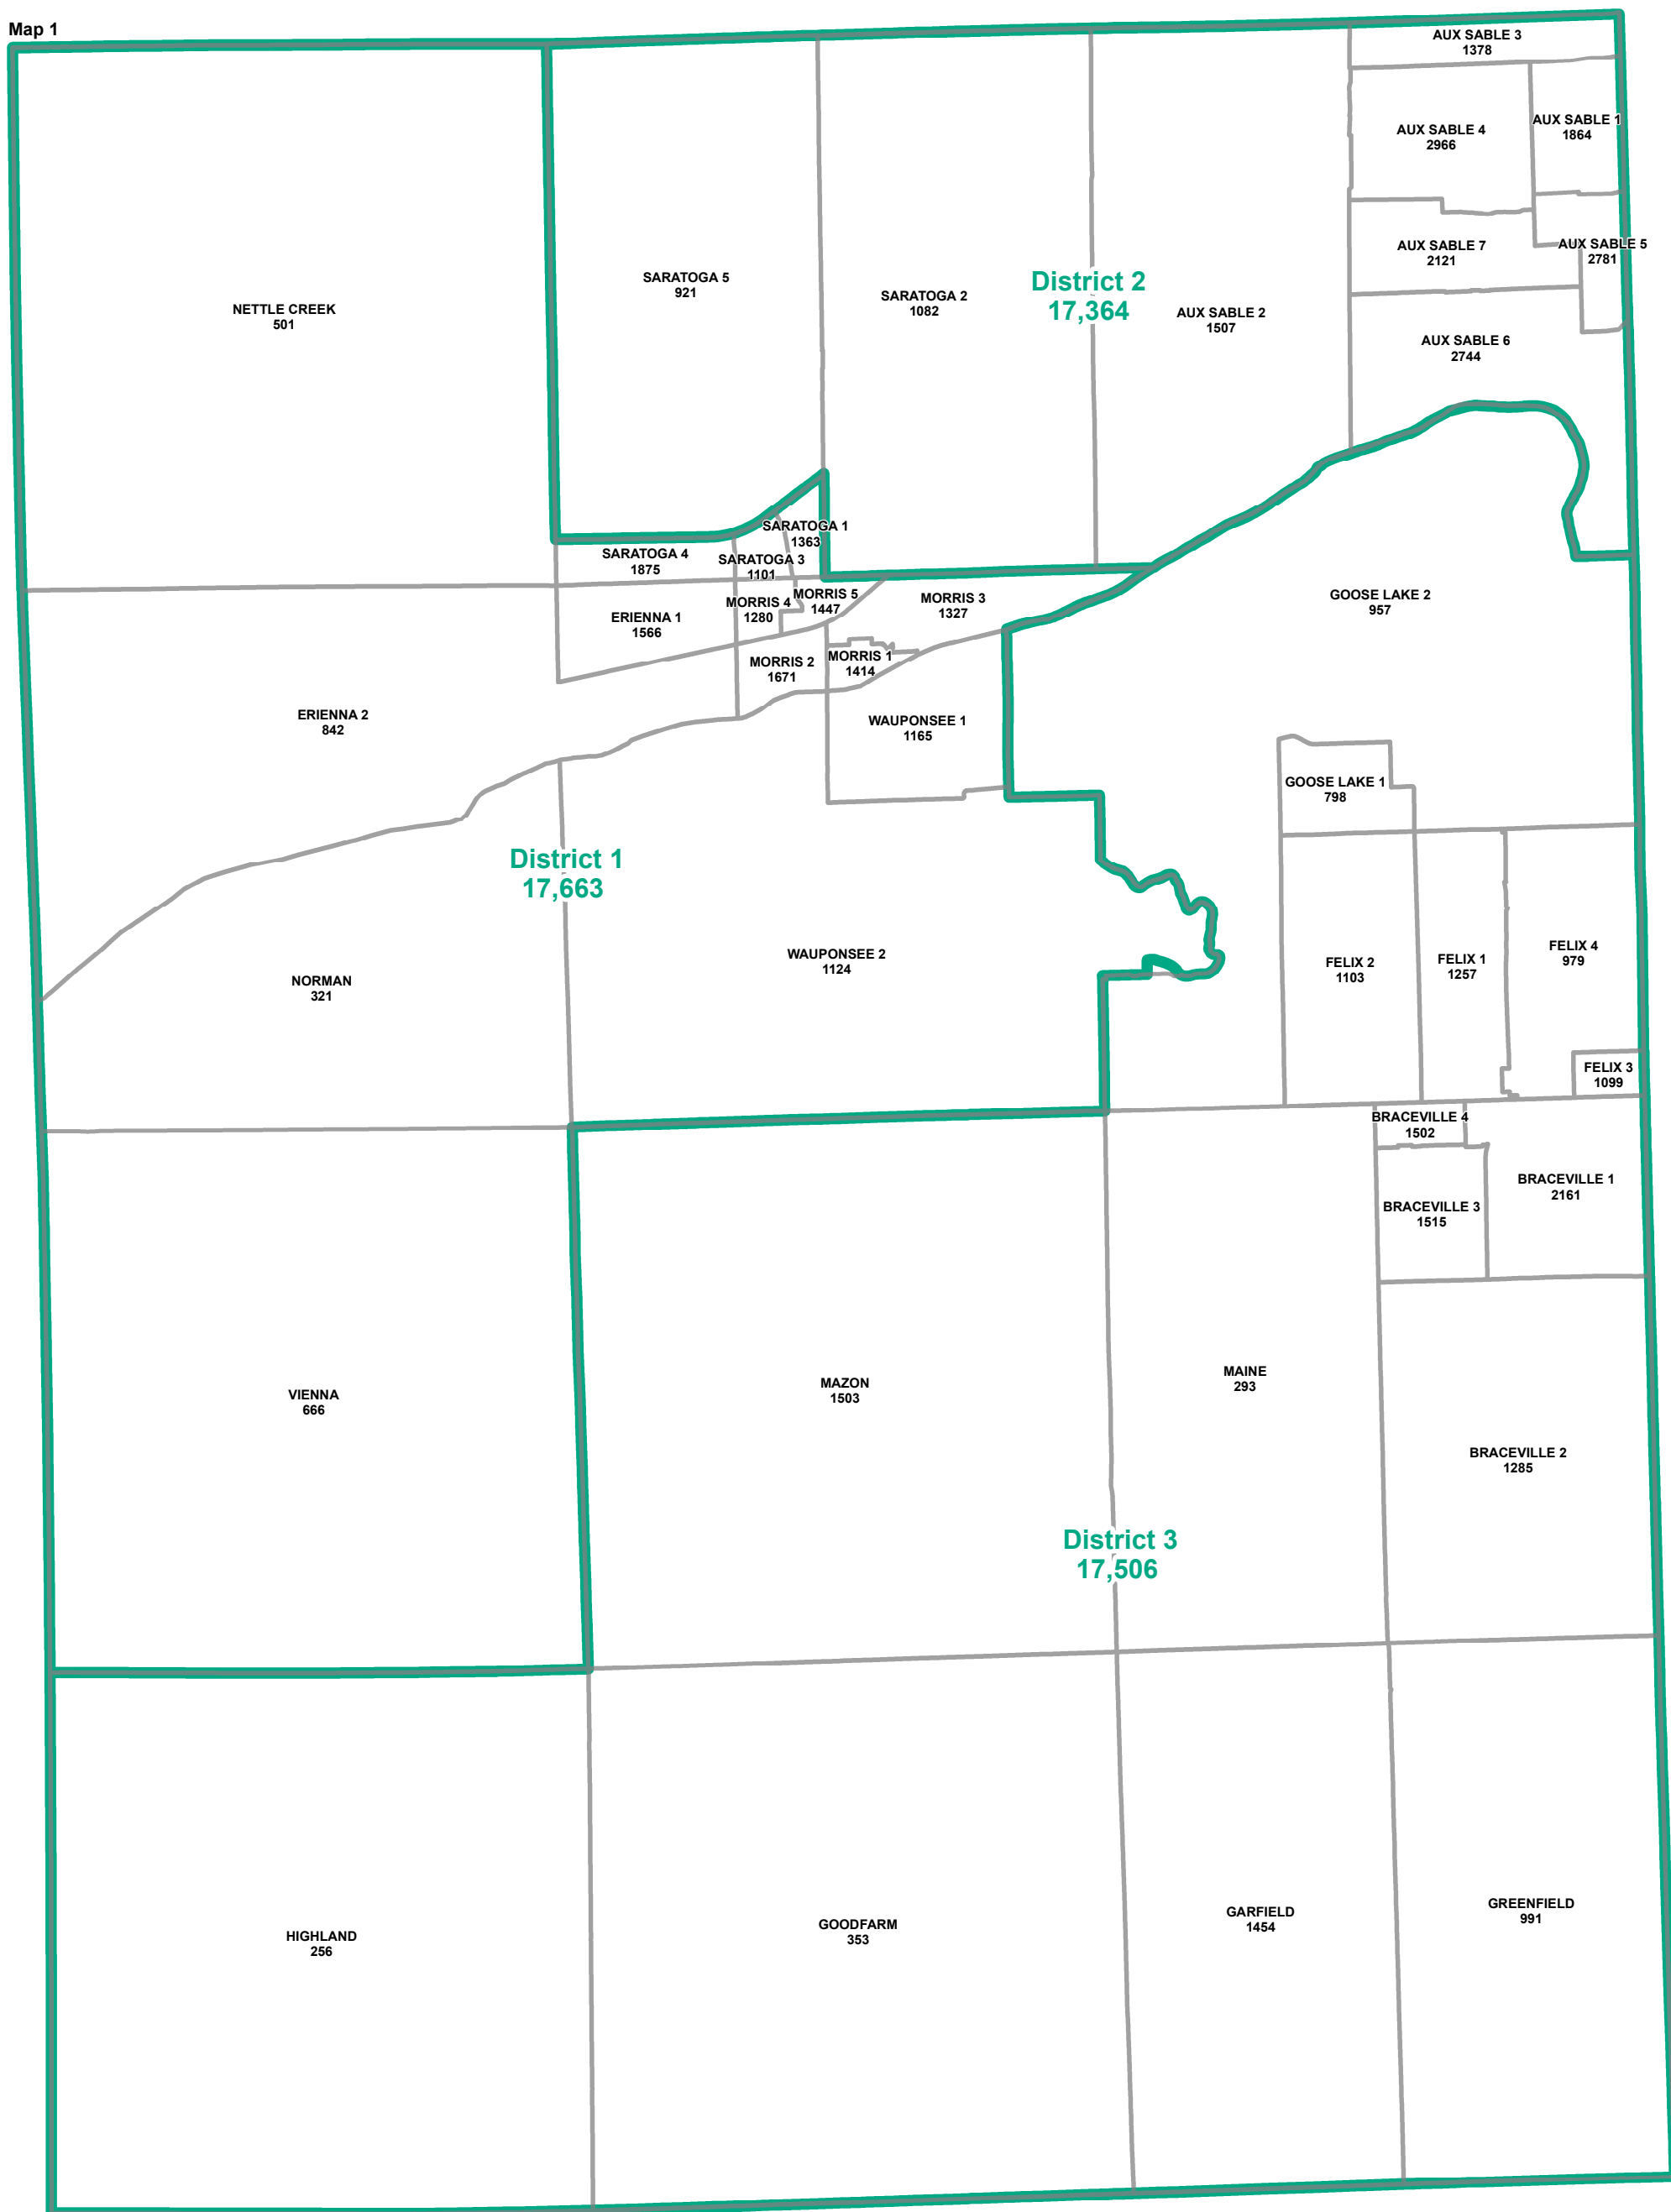 Map 1
AUX SABLE 3
1378
AUX SABLE 4
2966
AUX SABLE 1
1864
AUX SABLE 7
2121
AUX SABLE 5
2781
AUX SABLE 6
2744
AUX SABLE 2
1507
District 2
17,364
SARATOGA 2
1082
SARATOGA 5
921
NETTLE CREEK
501
SARATOGA 1
1363
SARATOGA 4
1875
SARATOGA 3
1101
MORRIS 5
1447
MORRIS 4
1280
MORRIS 3
1327
ERIENNA 1
1566
GOOSE LAKE 2
957
MORRIS 2
1671
MORRIS 1
1414
ERIENNA 2
842
WAUPONSEE 1
1165
GOOSE LAKE 1
798
District 1
17,663
NORMAN
321
WAUPONSEE 2
1124
FELIX 2
1103
FELIX 1
1257
FELIX 4
979
FELIX 3
1099
BRACEVILLE 4
1502
BRACEVILLE 1
2161
BRACEVILLE 3
1515
VIENNA
666
MAZON
1503
MAINE
293
BRACEVILLE 2
1285
District 3
17,506
HIGHLAND
256
GOODFARM
353
GARFIELD
1454
GREENFIELD
991